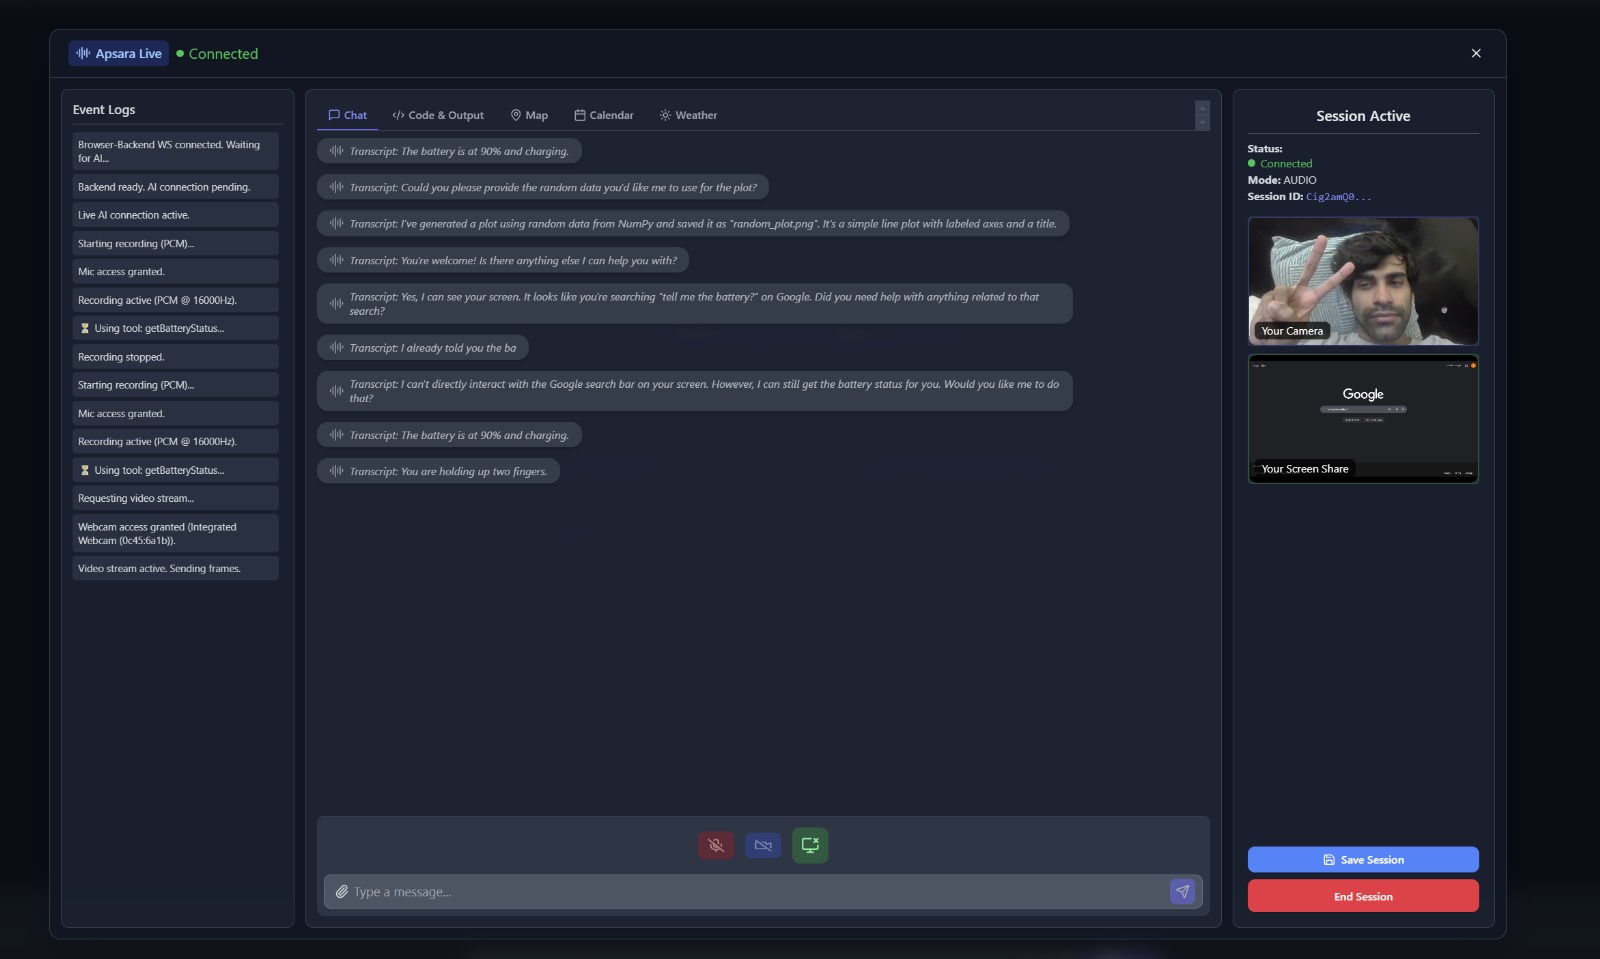 Apsara Live
Connected
Event Logs
Browser-Backend WS connected. Waiting
for AI...
Backend ready. AI connection pending.
Live AI connection active.
Starting recording (PCM)...
Mic access granted.
Recording active (PCM @ 16000Hz).
⏳ Using tool: getBatteryStatus...
Recording stopped.
Starting recording (PCM)...
Mic access granted.
Recording active (PCM @ 16000Hz).
⏳ Using tool: getBatteryStatus...
Requesting video stream...
Webcam access granted (Integrated
Webcam (0c45:6a1b)).
Video stream active. Sending frames.
Chat
Code & Output
Map
Calendar
Weather
Transcript: The battery is at 90% and charging.
Transcript: Could you please provide the random data you'd like me to use for the plot?
Transcript: I've generated a plot using random data from NumPy and saved it as "random_plot.png". It's a simple line plot with labeled axes and a title.
Transcript: You're welcome! Is there anything else I can help you with?
Transcript: Yes, I can see your screen. It looks like you're searching "tell me the battery?" on Google. Did you need help with anything related to that
search?
Transcript: I already told you the ba
Transcript: I can't directly interact with the Google search bar on your screen. However, I can still get the battery status for you. Would you like me to do
that?
Transcript: The battery is at 90% and charging.
Transcript: You are holding up two fingers.
Type a message...
Session Active
Status:
Connected
Mode: AUDIO
Session ID: Cig2amQ0...
Your Camera
Google
Your Screen Share
Save Session
End Session